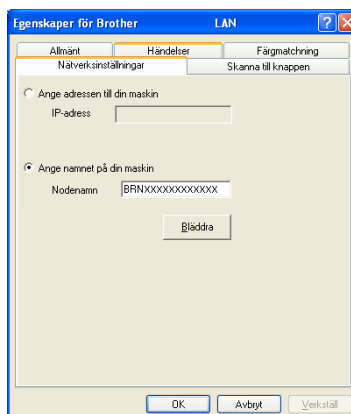 Egenskaper för Brother LAN
Allmänt Händelser Färgmatchning
Nätverksinställningar Skanna till knappen
Ange adressen till din maskin
IP-adress
Ange namnet på din maskin
Nodenamn BRNXXXXXXXXXXXX
Bläddra
OK Avbryt Verkställ